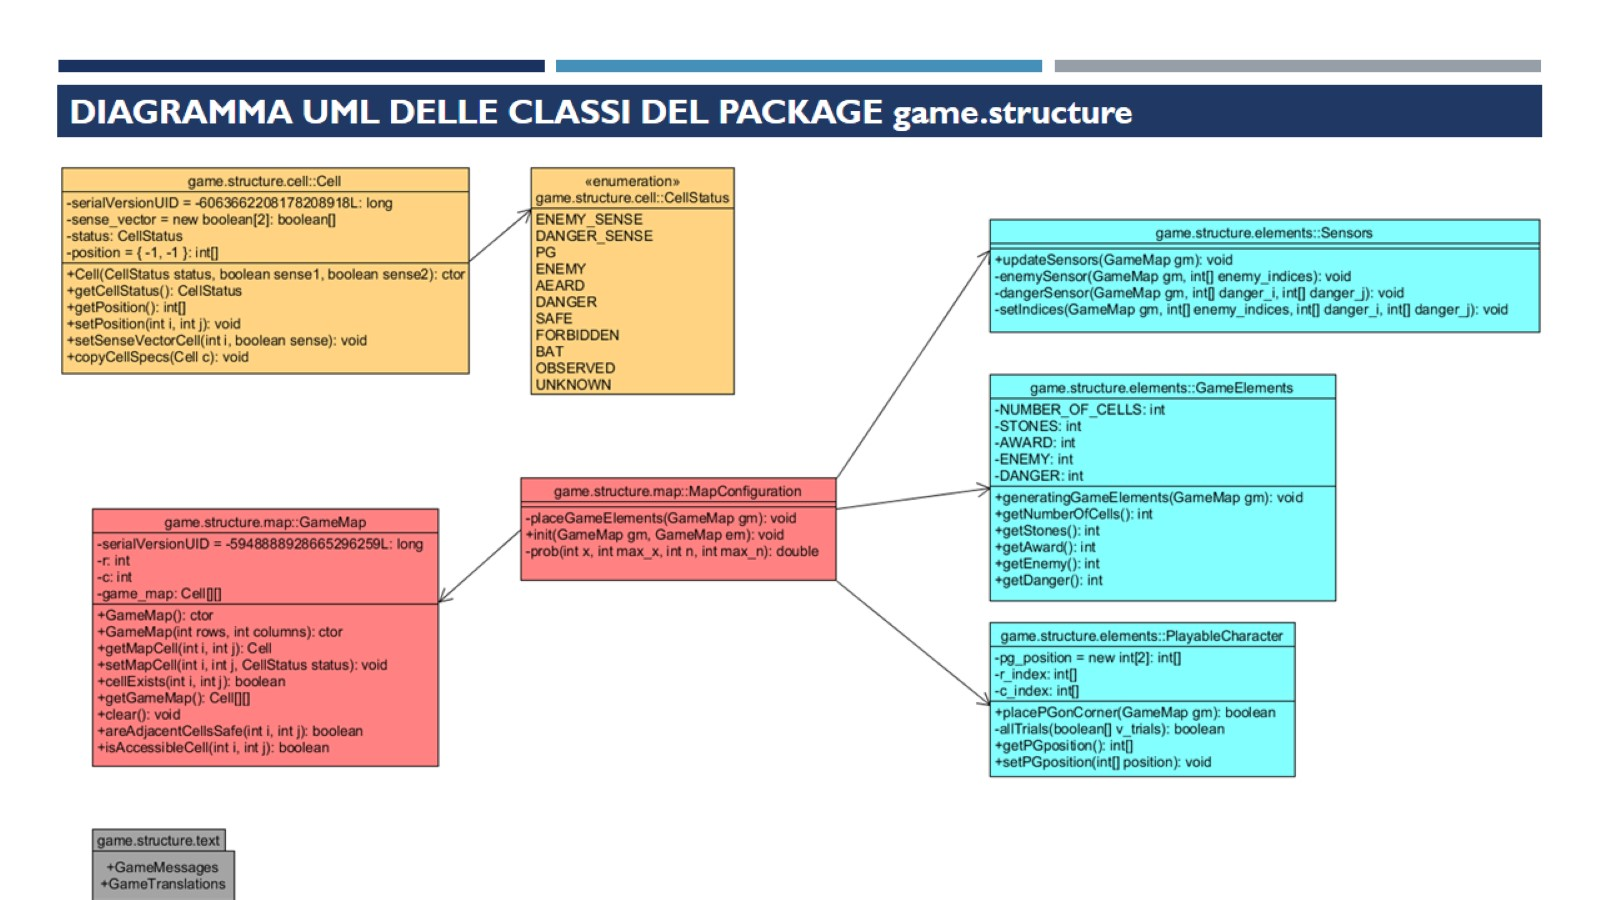 DIAGRAMMA UML DELLE CLASSI DEL PACKAGE game.structure
game.structure.cell::Cell
-serialVersionUID = -6063662208178208918L: long
-sense_vector = new boolean[2]: boolean[]
-status: CellStatus
-position = { -1, -1 }: int[]
+Cell(CellStatus status, boolean sense1, boolean sense2): ctor
+getCellStatus(): CellStatus
+getPosition(): int[]
+setPosition(int i, int j): void
+setSenseVectorCell(int i, boolean sense): void
+copyCellSpecs(Cell c): void
«enumeration»
game.structure.cell::CellStatus
ENEMY_SENSE
DANGER_SENSE
PG
ENEMY
AEARD
DANGER
SAFE
FORBIDDEN
BAT
OBSERVED
UNKNOWN
game.structure.elements::Sensors
+updateSensors(GameMap gm): void
-enemySensor(GameMap gm, int[] enemy_indices): void
-dangerSensor(GameMap gm, int[] danger_i, int[] danger_j): void
-setIndices(GameMap gm, int[] enemy_indices, int[] danger_i, int[] danger_j): void
game.structure.elements::GameElements
-NUMBER_OF_CELLS: int
-STONES: int
-AWARD: int
-ENEMY: int
-DANGER: int
+generatingGameElements(GameMap gm): void
+getNumberOfCells(): int
+getStones(): int
+getAward(): int
+getEnemy(): int
+getDanger(): int
game.structure.map::MapConfiguration
-placeGameElements(GameMap gm): void
+init(GameMap gm, GameMap em): void
-prob(int x, int max_x, int n, int max_n): double
game.structure.map::GameMap
-serialVersionUID = -5948888928665296259L: long
-r: int
-c: int
-game_map: Cell[][]
+GameMap(): ctor
+GameMap(int rows, int columns): ctor
+getMapCell(int i, int j): Cell
+setMapCell(int i, int j, CellStatus status): void
+cellExists(int i, int j): boolean
+getGameMap(): Cell[][]
+clear(): void
+areAdjacentCellsSafe(int i, int j): boolean
+isAccessibleCell(int i, int j): boolean
game.structure.elements::PlayableCharacter
-pg_position = new int[2]: int[]
-r_index: int[]
-c_index: int[]
+placePGonCorner(GameMap gm): boolean
-allTrials(boolean[] v_trials): boolean
+getPGposition(): int[]
+setPGposition(int[] position): void
game.structure.text
+GameMessages
+GameTranslations